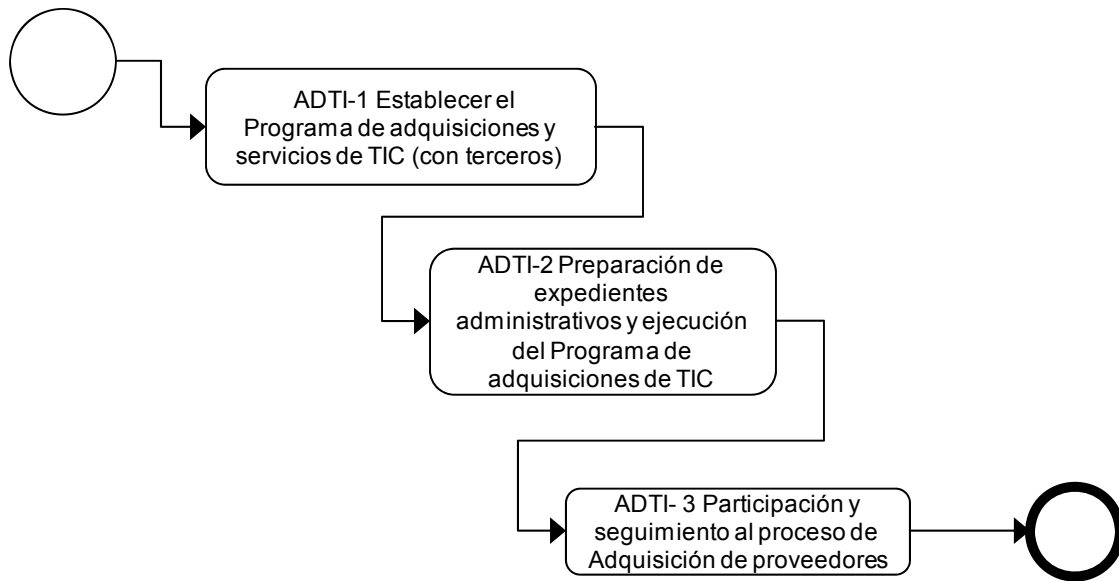 ADTI-1 Establecer el
Programa de adquisiciones y
servicios de TIC (con terceros)
ADTI-2 Preparación de
expedientes
administrativos y ejecución
del Programa de
adquisiciones de TIC
ADTI- 3 Participación y
seguimiento al proceso de
Adquisición de proveedores